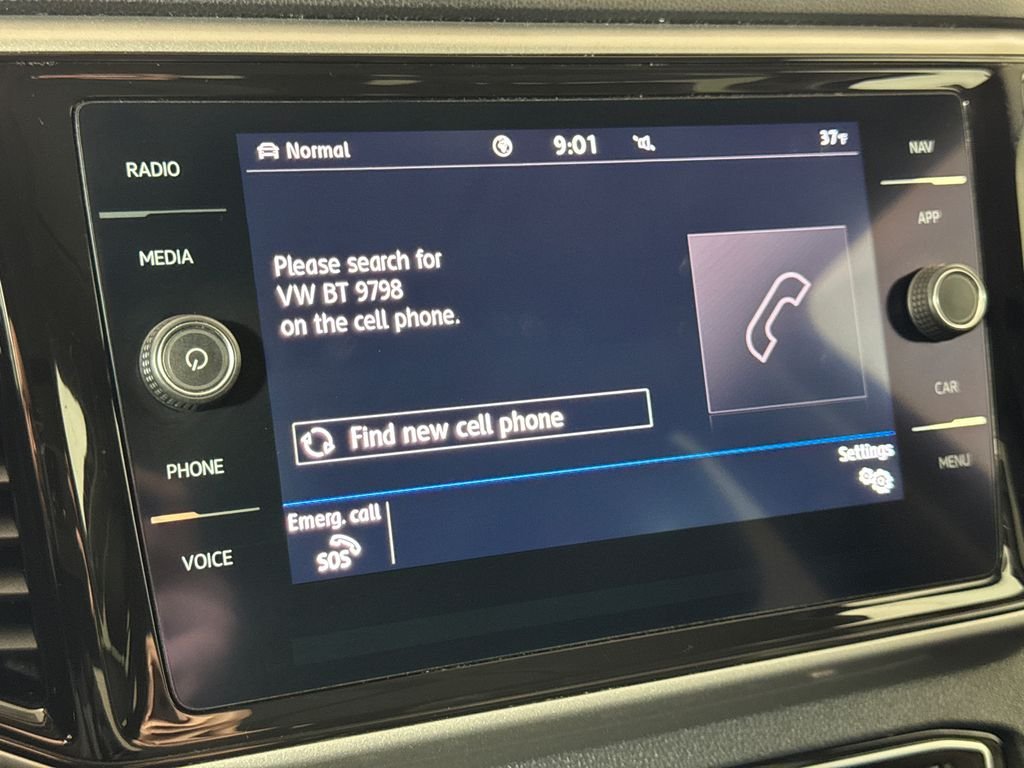 Normal
9:01
37°F
RADIO
MEDIA
PHONE
VOICE
Please search for
VW BT 9798
on the cell phone.
Find new cell phone
Emerg. call
SOS
Settings
NAV
APP
CAR
MENU